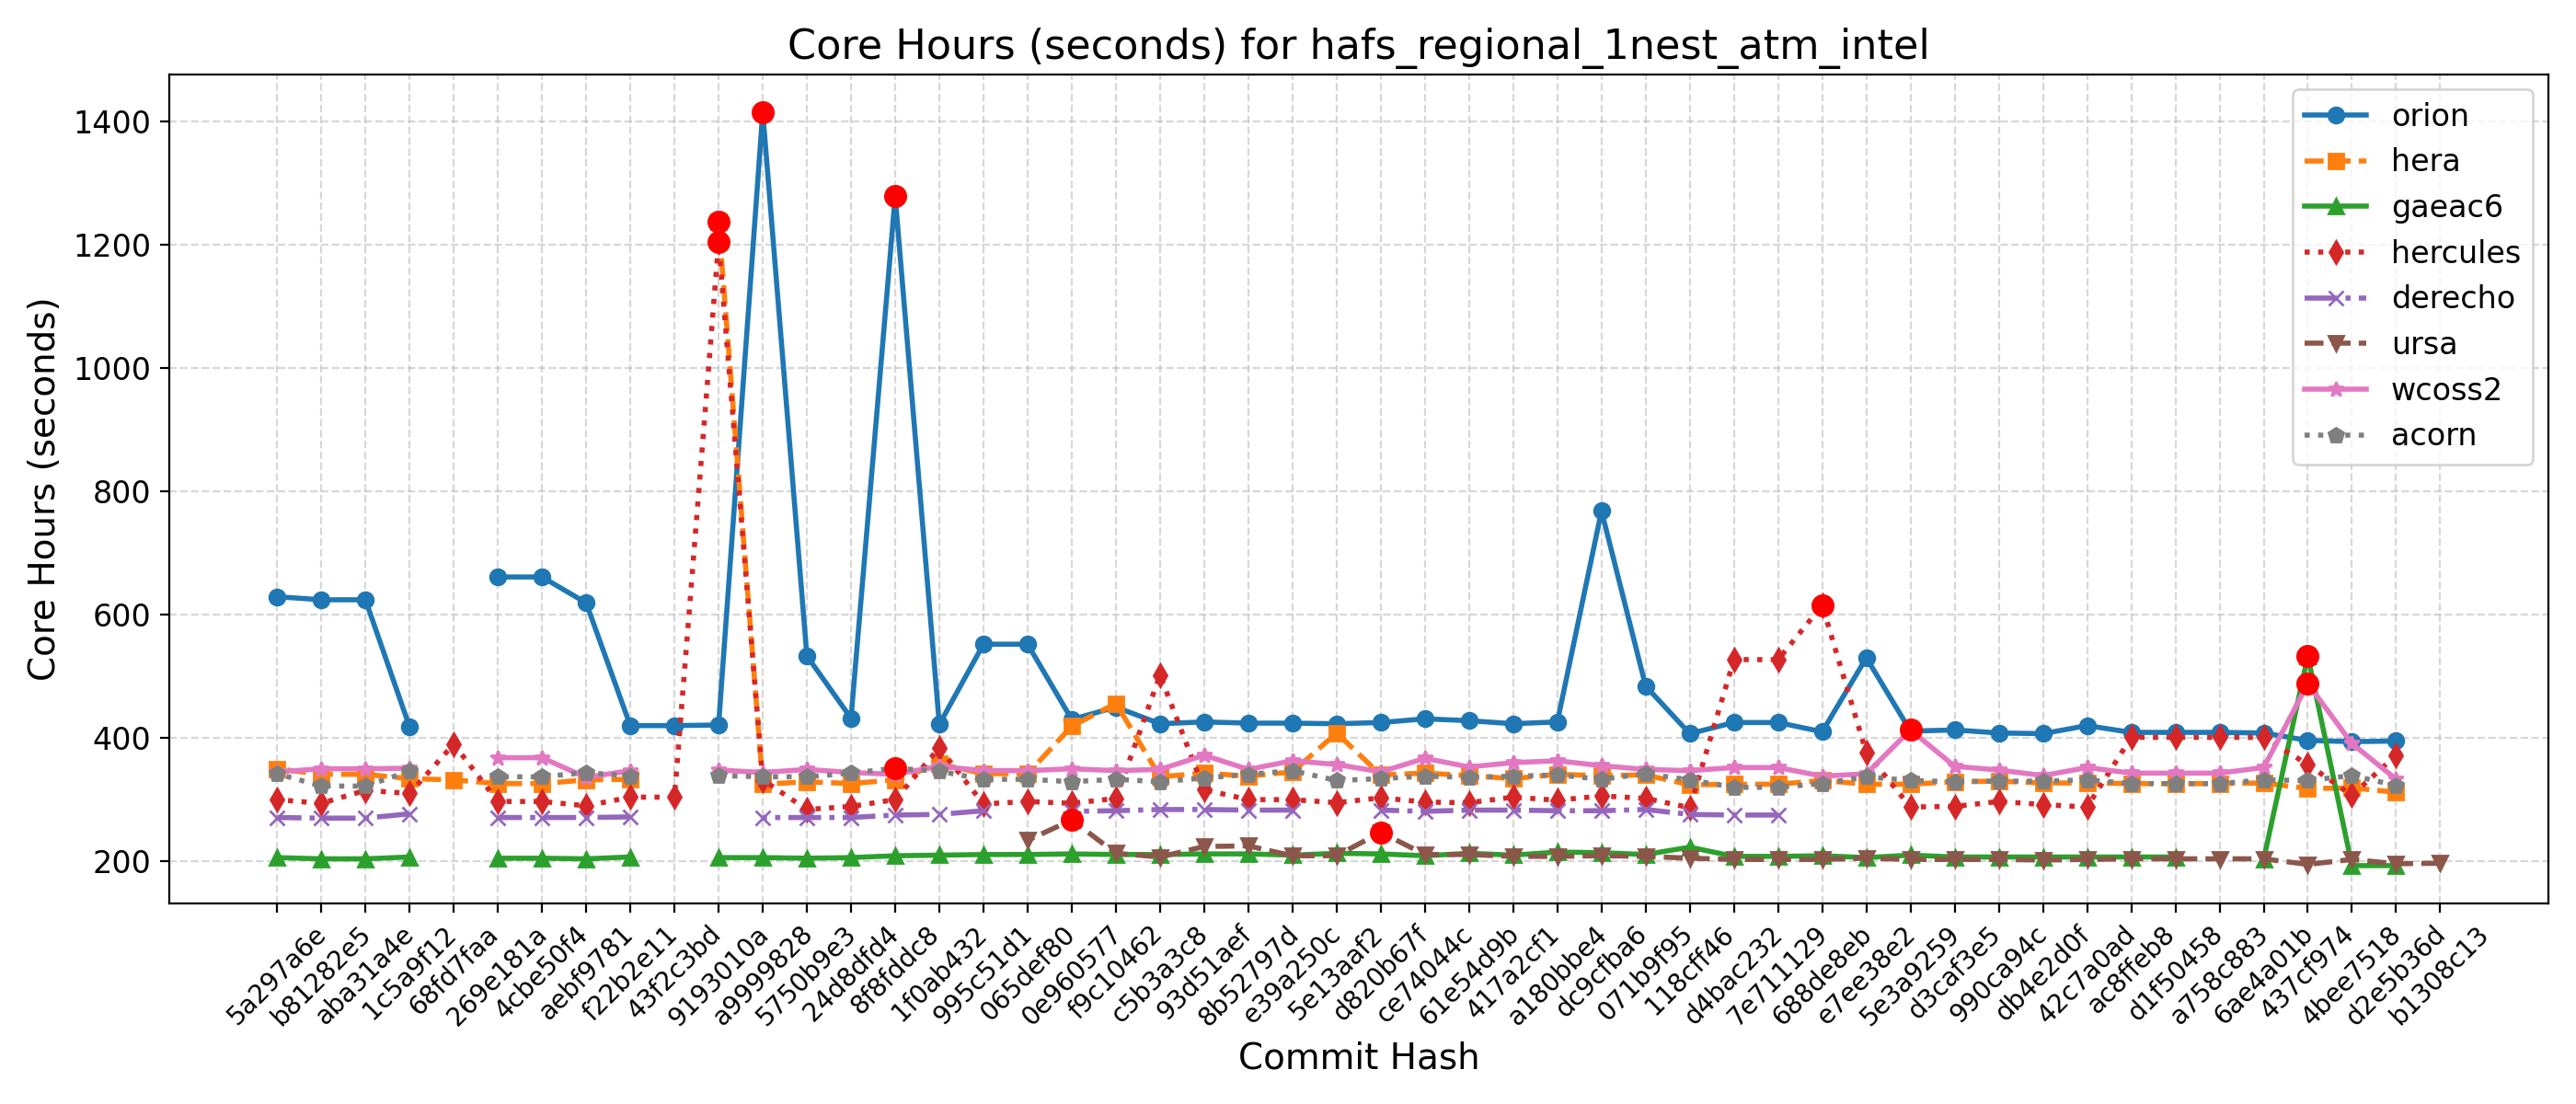 Core Hours (seconds) for hafs_regional_1nest_atm_intel
Core Hours (seconds)
1400
1200
1000
800
600
400
200
orion
hera
gaeac6
hercules
derecho
ursa
wcoss2
acorn
5a297a6e
b81282e5
aba31a4e
1c5a9f12
68fd7faa
269e181a
4cbe50f4
aebf9781
f22b2e11
43f2c3bd
9193010a
a9999828
5750b9e3
24d8dfd4
8f8fddc8
1f0ab432
995c51d1
065def80
0e960577
f9c10462
c5b3a3c8
93d51aef
8b52797d
e39a250c
5e13aaf2
d820b67f
ce74044c
61e54d9b
417a2cf1
a180bbe4
dc9cfba6
071b9f95
118cff46
d4bac232
7e711129
688de8eb
e7ee38e2
5e3a9259
d3caf3e5
990ca94c
db4e2d0f
42c7a0ad
ac8ffeb8
d1f50458
a758c883
6ae4a01b
437cf974
4bee7518
d2e5b36d
b1308c13
Commit Hash